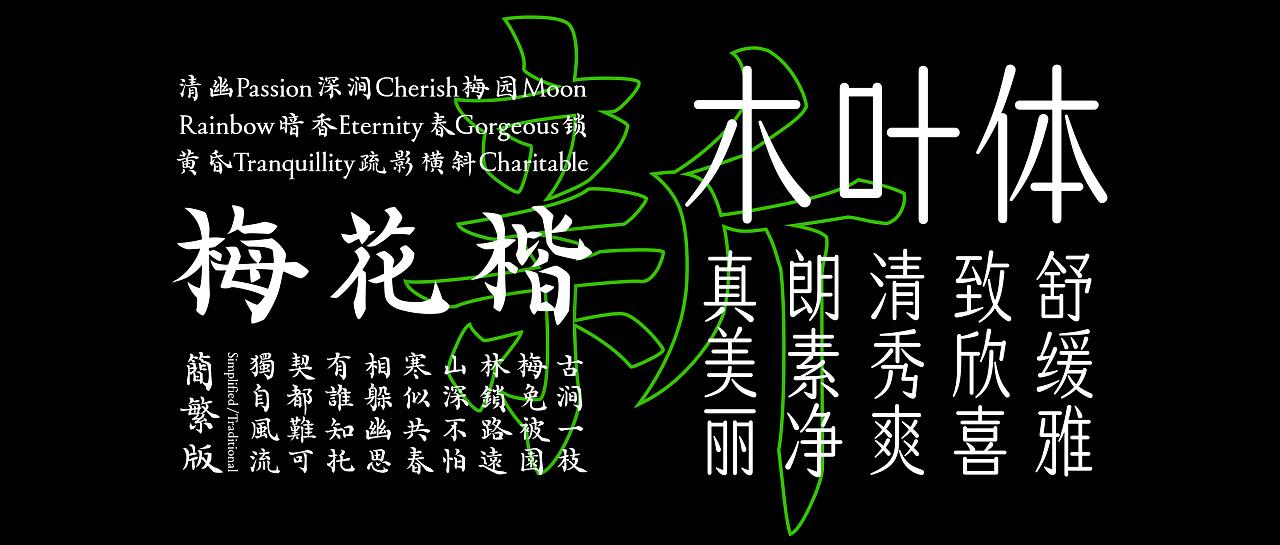 新
清幽Passion深涧Cherish梅园Moon
Rainbow暗香Eternity春Gorgeous锁
黄昏Tranquillity疏影横斜Charitable
梅花楷
簡繁版
Simplified/Traditional
古涧一枝
梅免被園
林鎖路遠
山深不怕
寒似共春
相躲幽思
有誰知托
契都難可
獨自風流
木叶体
真美丽
朗素净
清秀爽
致欣喜
舒缓雅